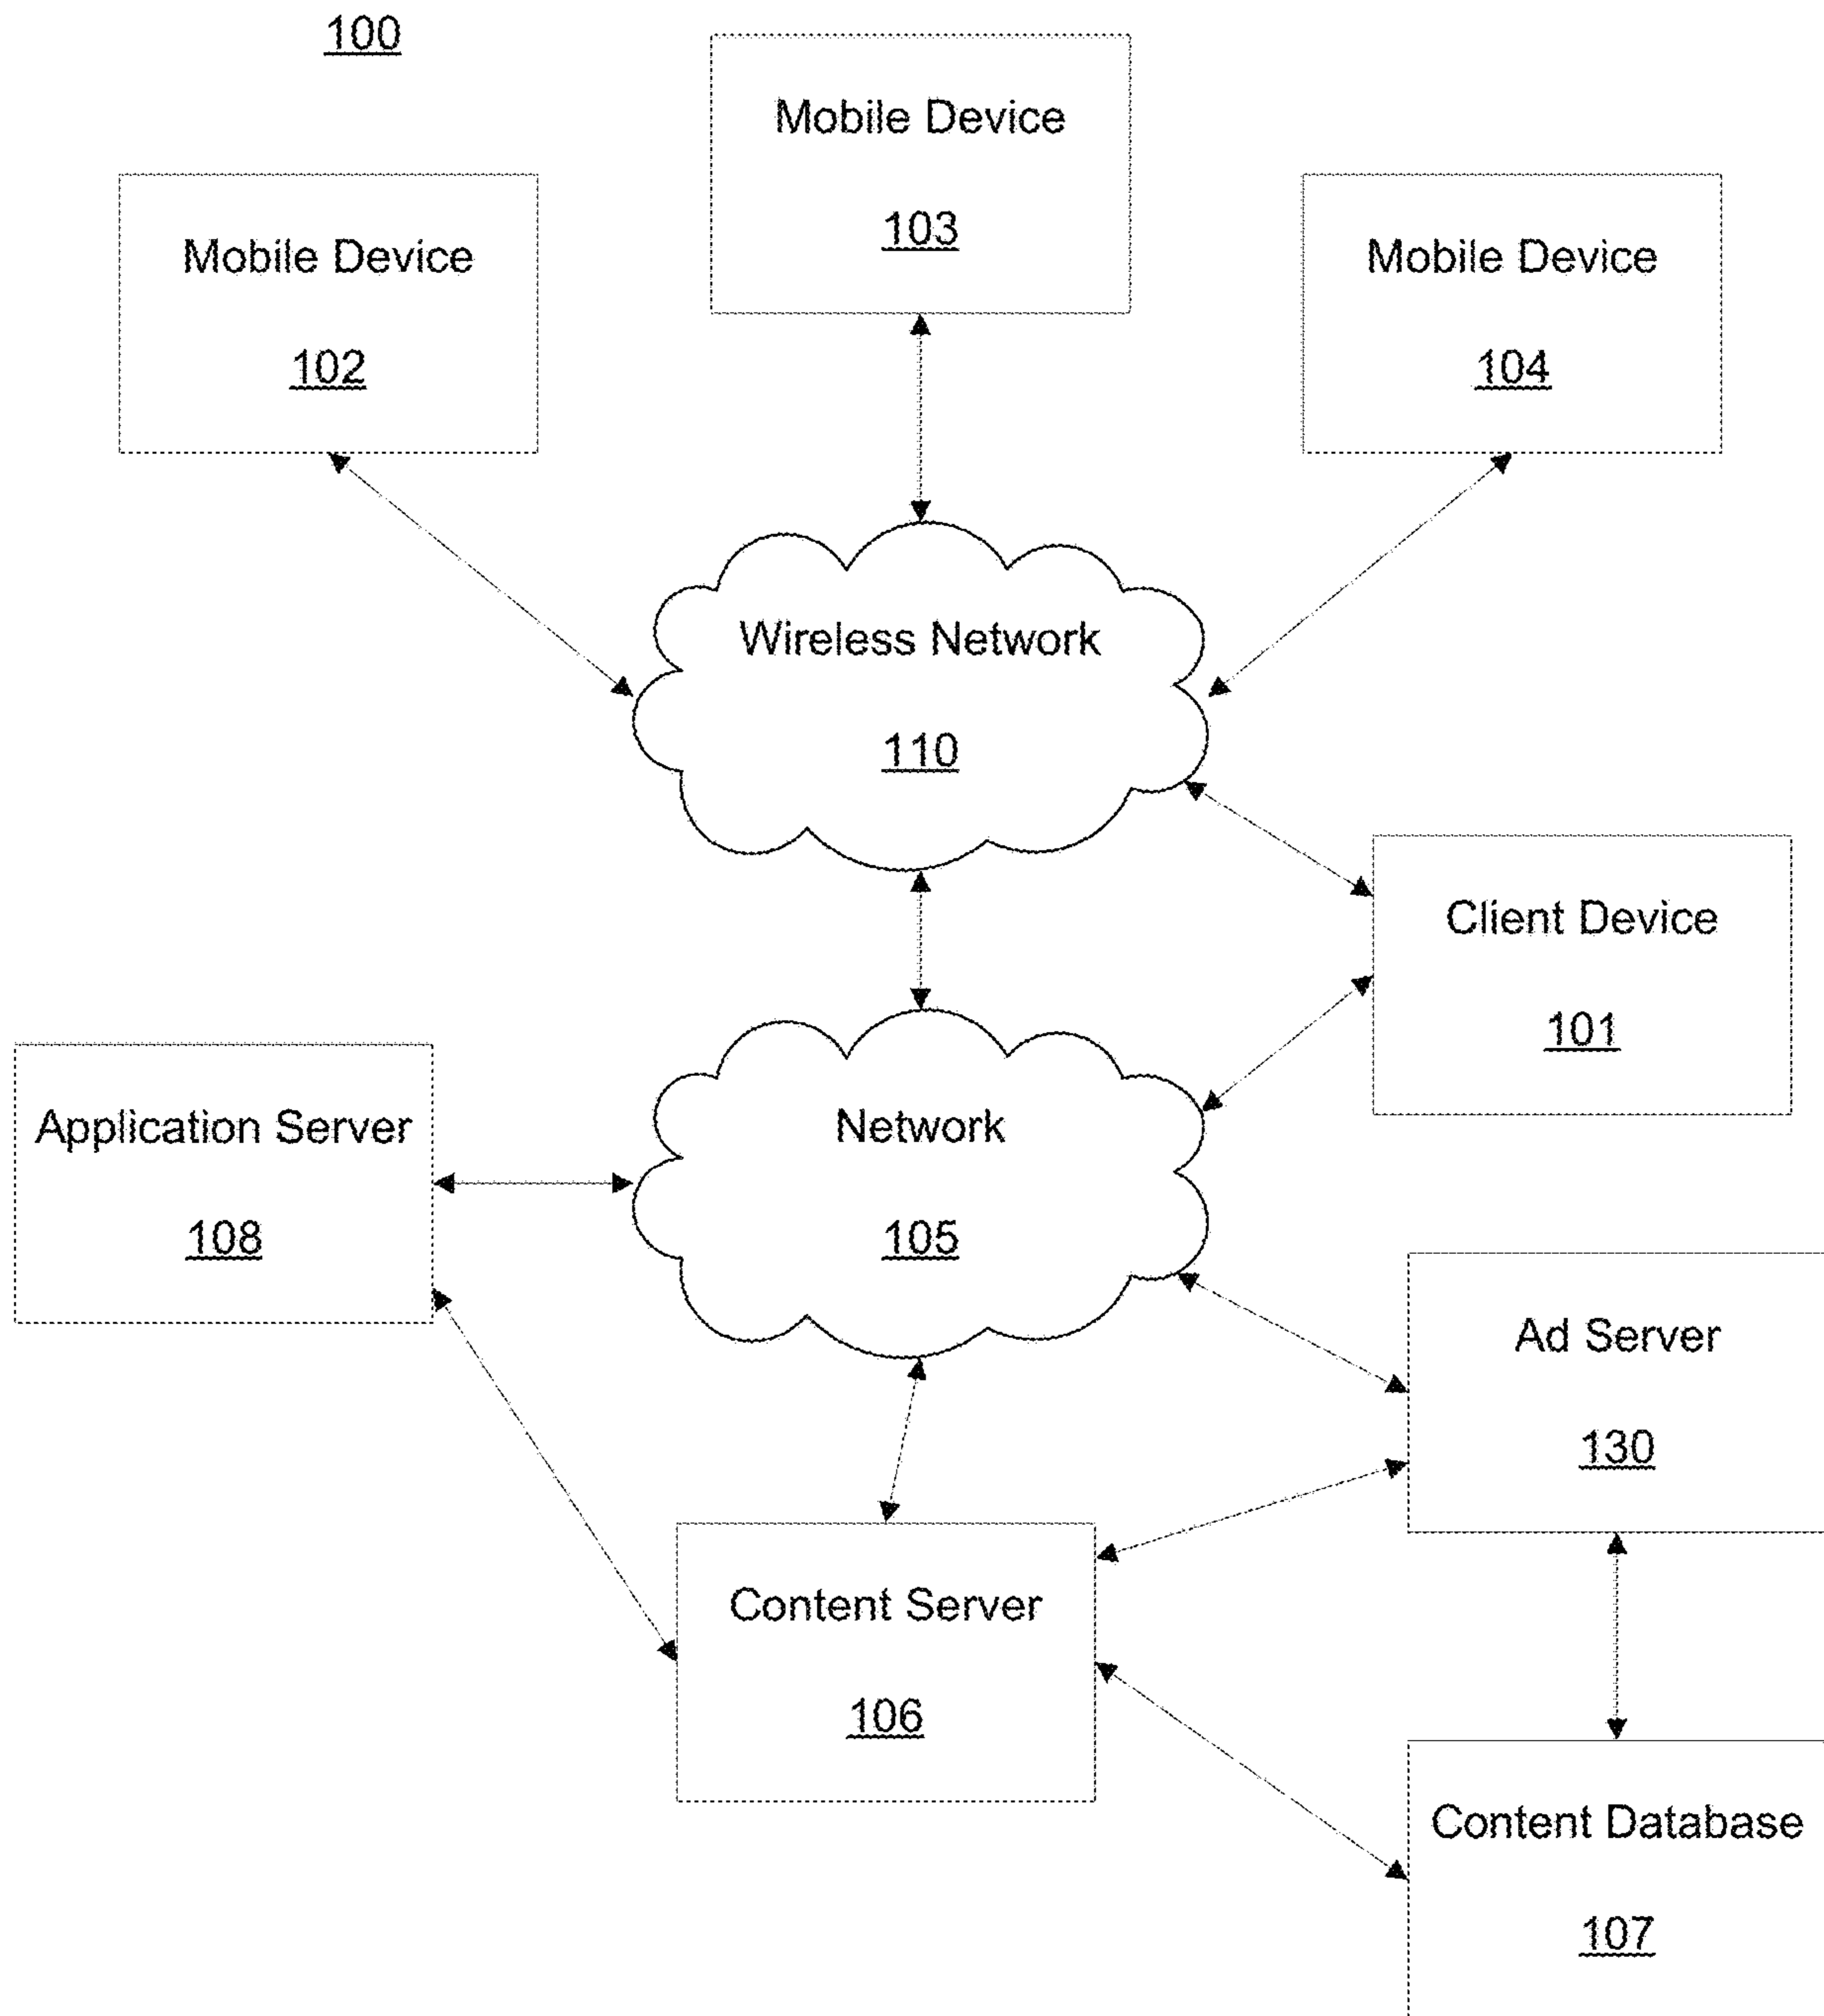 100
Mobile Device
103
Mobile Device
102
Mobile Device
104
Wireless Network
110
Client Device
101
Application Server
108
Network
105
Ad Server
130
Content Server
106
Content Database
107